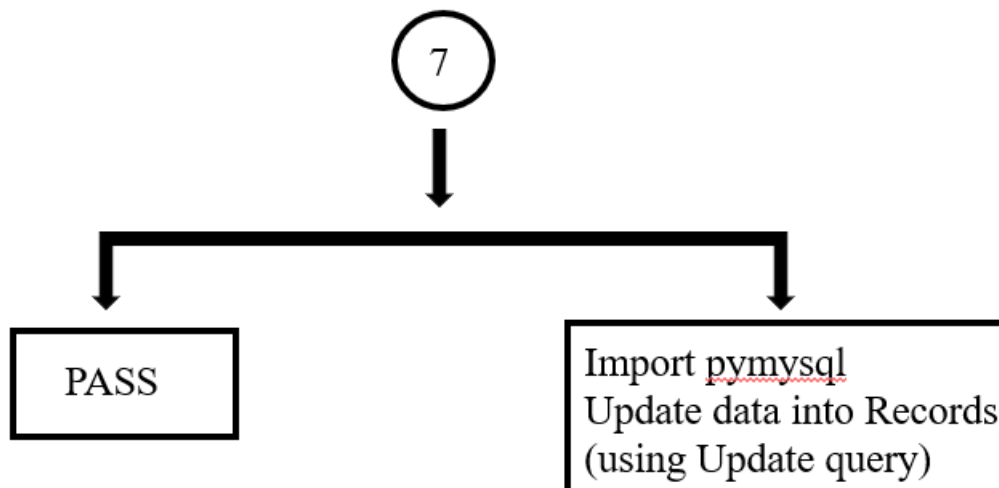 7
PASS
Import pymysql
Update data into Records
(using Update query)